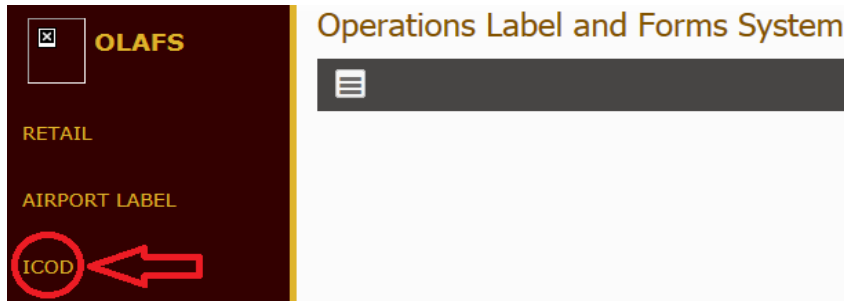 OLAFS
Operations Label and Forms System
RETAIL
AIRPORT LABEL
ICOD